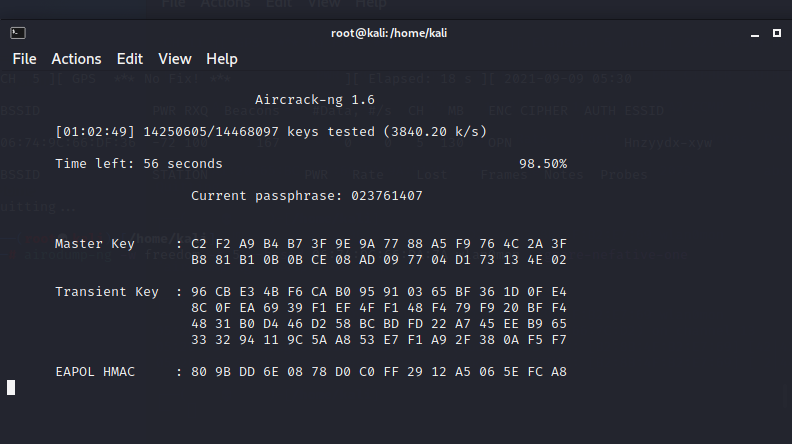 File Actions Edit View Help
root@kali:/home/kali
File Actions Edit View Help
Aircrack-ng 1.6
[01:02:49] 14250605/14468097 keys tested (3840.20 k/s)
Time left: 56 seconds 98.50%
Current passphrase: 023761407
Master Key : C2 F2 A9 B4 B7 3F 9E 9A 77 88 A5 F9 76 4C 2A 3F
B8 81 B1 0B 0B CE 08 AD 09 77 04 D1 73 13 4E 02
Transient Key : 96 CB E3 4B F6 CA B0 95 91 03 65 BF 36 1D 0F E4
8C 0F EA 69 39 F1 EF 4F F1 48 F4 79 F9 20 BF F4
48 31 B0 D4 46 D2 58 BC BD FD 22 A7 45 EE B9 65
33 32 94 11 9C 5A A8 53 E7 F1 A9 2F 38 0A F5 F7
EAPOL HMAC : 80 9B DD 6E 08 78 D0 C0 FF 29 12 A5 06 5E FC A8